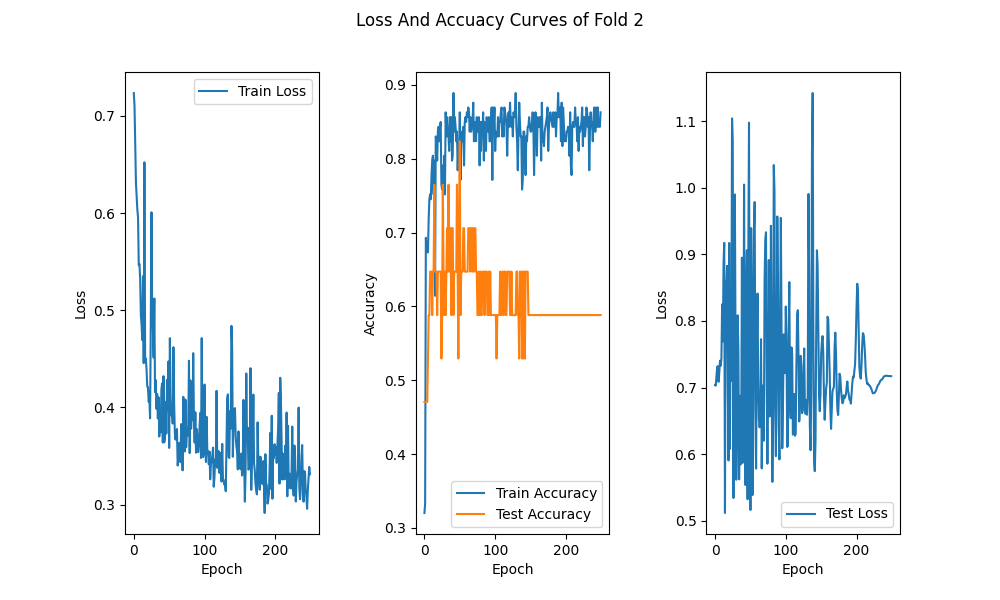 Loss And Accuacy Curves of Fold 2
0.7
0.6
0.5
0.4
0.3
0
100
200
Loss
Epoch
Train Loss
0.9
0.8
0.7
0.6
0.5
0.4
0.3
0
100
200
Accuracy
Epoch
Train Accuracy
Test Accuracy
1.1
1.0
0.9
0.8
0.7
0.6
0.5
0
100
200
Loss
Epoch
Test Loss